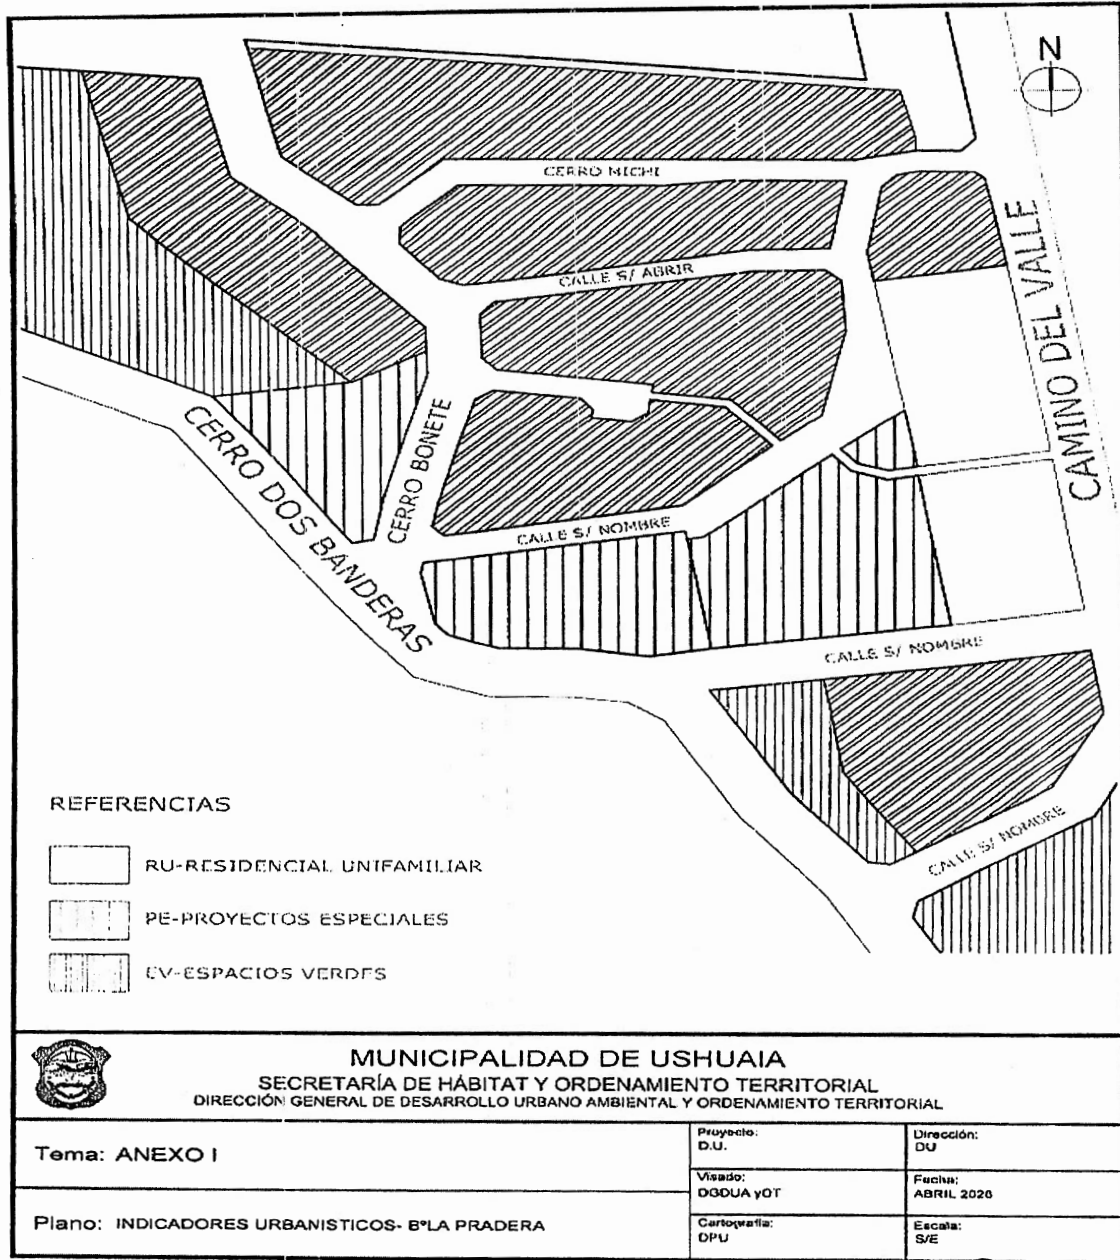 N
CERRO MICHI
CALLE S/ ABRIR
CAMINO DEL VALLE
CERRO BONETE
CERRO DOS BANDERAS
CALLE S/ NOMBRE
CALLE S/ NOMBRE
CALLE S/ NOMBRE
REFERENCIAS
RU-RESIDENCIAL UNIFAMILIAR
PE-PROYECTOS ESPECIALES
EV-ESPACIOS VERDES
MUNICIPALIDAD DE USHUAIA
SECRETARÍA DE HÁBITAT Y ORDENAMIENTO TERRITORIAL
DIRECCIÓN GENERAL DE DESARROLLO URBANO AMBIENTAL Y ORDENAMIENTO TERRITORIAL
Tema: ANEXO I
Proyecto:
D.U.
Dirección:
DU
Visado:
DGDUA yOT
Fecha:
ABRIL 2020
Plano: INDICADORES URBANISTICOS- B°LA PRADERA
Cartografía:
DPU
Escala:
S/E